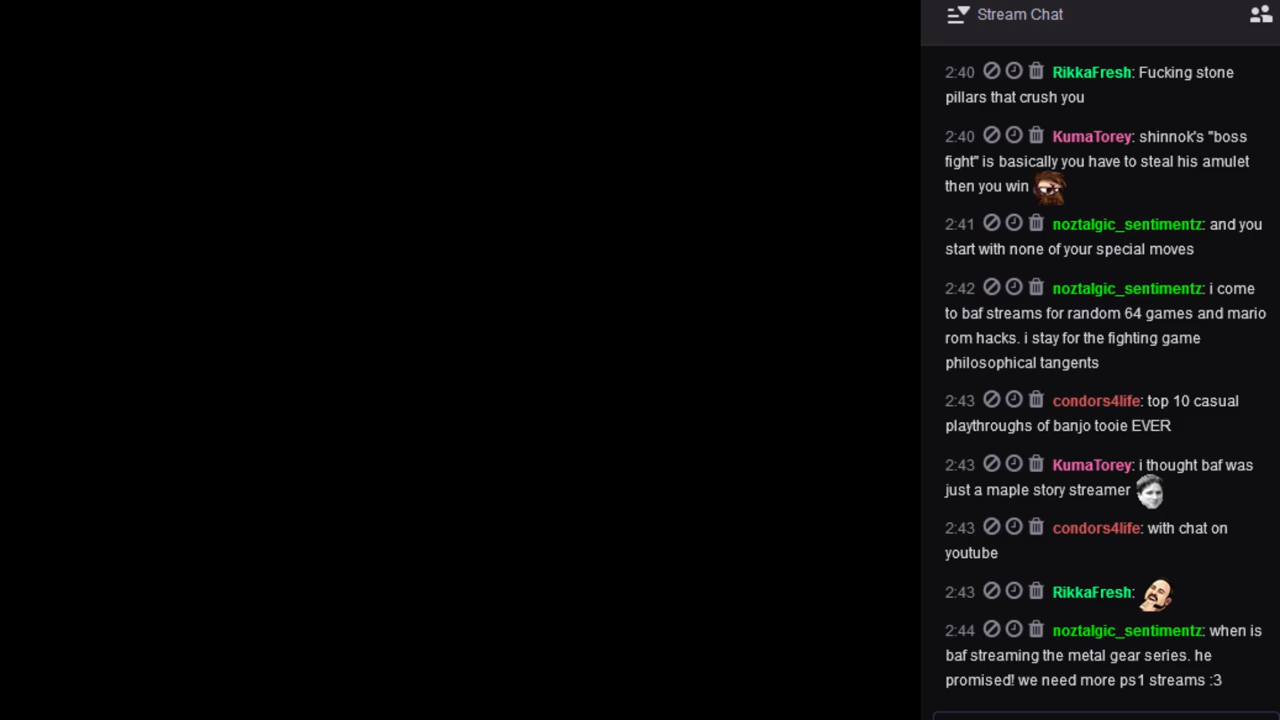 Stream Chat
2:40 RikkaFresh: Fucking stone
pillars that crush you
2:40 KumaTorey: shinnok's "boss
fight" is basically you have to steal his amulet
then you win
2:41 noztalgic_sentimentz: and you
start with none of your special moves
2:42 noztalgic_sentimentz: i come
to baf streams for random 64 games and mario
rom hacks. i stay for the fighting game
philosophical tangents
2:43 condors4life: top 10 casual
playthroughs of banjo tooie EVER
2:43 KumaTorey: i thought baf was
just a maple story streamer
2:43 condors4life: with chat on
youtube
2:43 RikkaFresh:
2:44 noztalgic_sentimentz: when is
baf streaming the metal gear series. he
promised! we need more ps1 streams :3